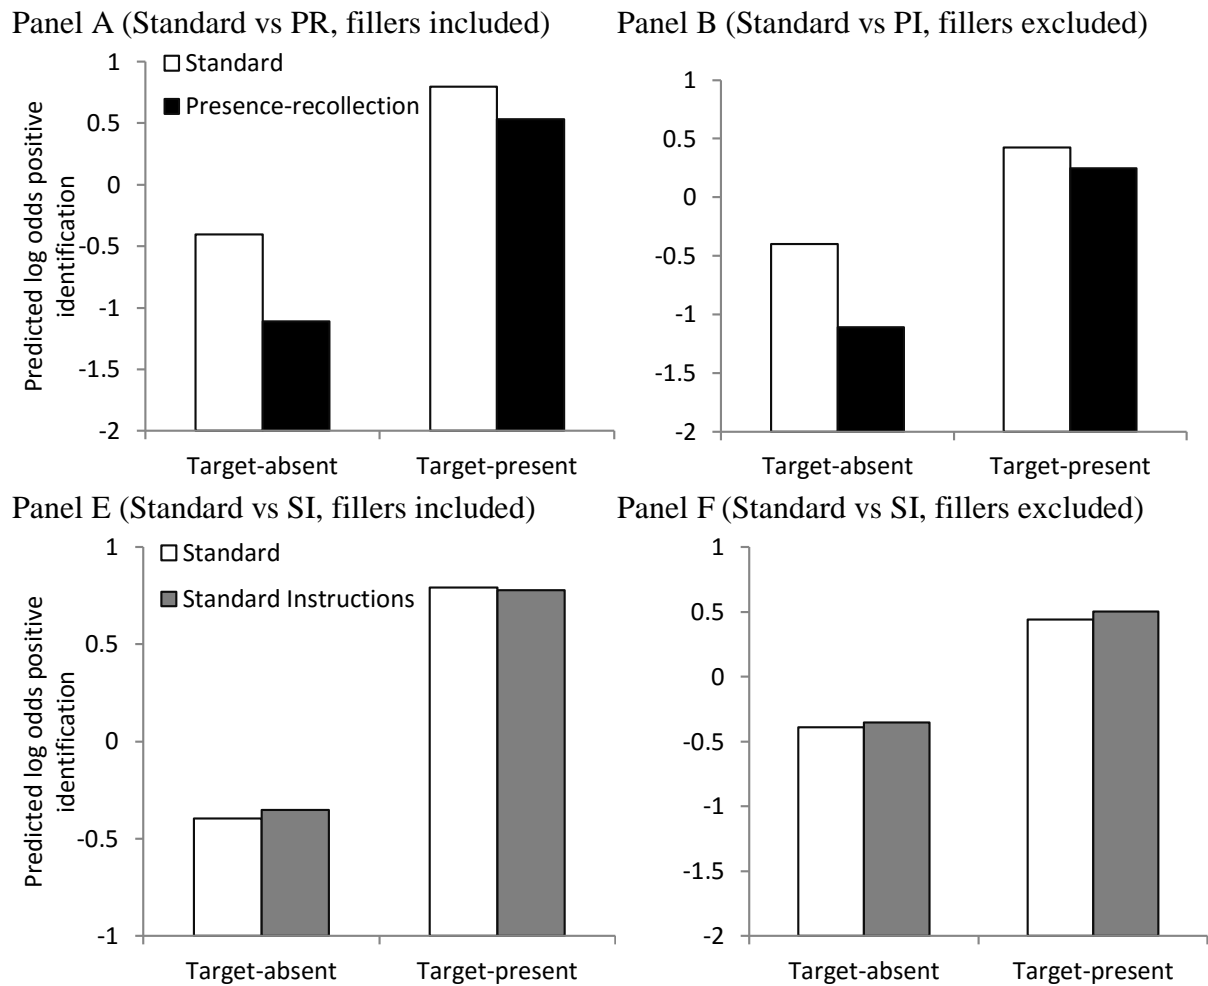 Panel A (Standard vs PR, fillers included)
Predicted log odds positive
identification
1
0.5
0
-0.5
-1
-1.5
-2
Standard
Presence-recollection
Target-absent
Target-present
Panel B (Standard vs PI, fillers excluded)
1
0.5
0
-0.5
-1
-1.5
-2
Target-absent
Target-present
Panel E (Standard vs SI, fillers included)
Predicted log odds positive
identification
1
0.5
0
-0.5
-1
Standard
Standard Instructions
Target-absent
Target-present
Panel F (Standard vs SI, fillers excluded)
1
0.5
0
-0.5
-1
-1.5
-2
Target-absent
Target-present